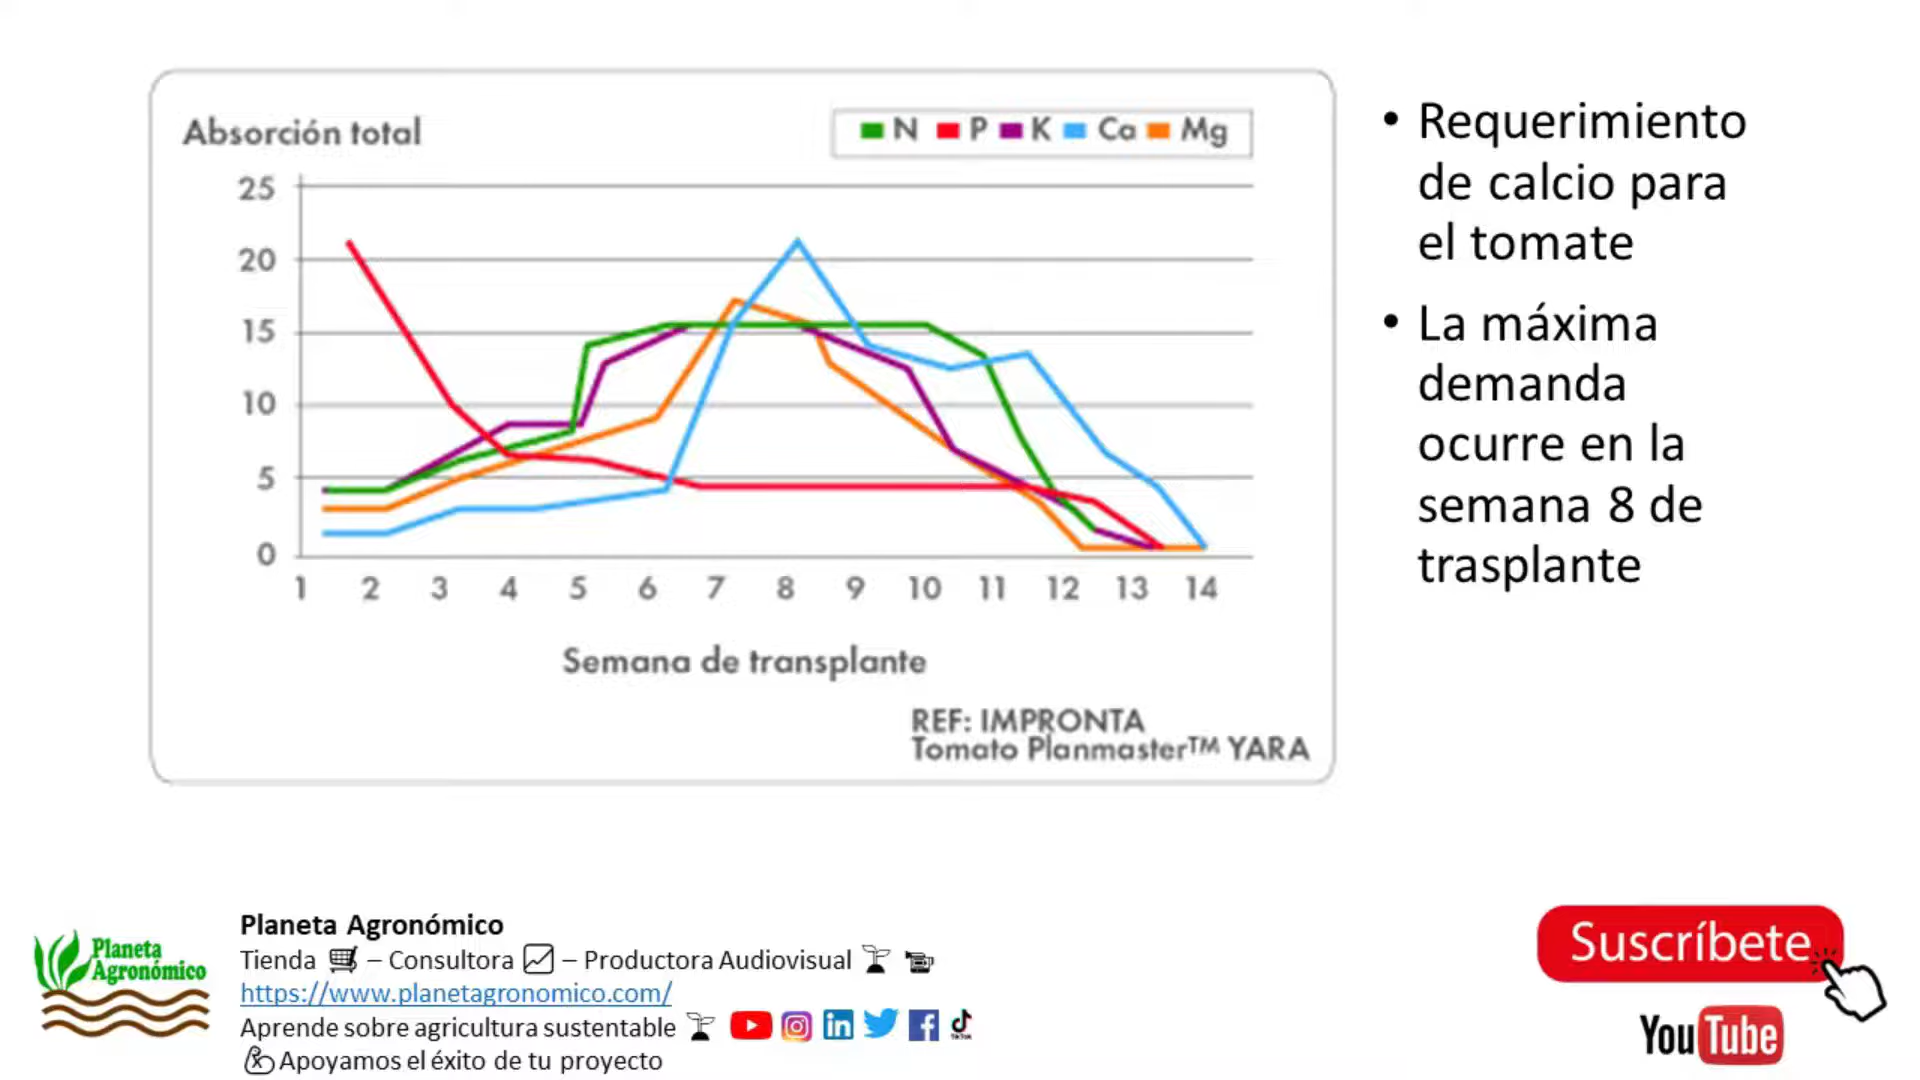 Absorción total
N P K Ca Mg
25
20
15
10
5
0
1 2 3 4 5 6 7 8 9 10 11 12 13 14
Semana de transplante
REF: IMPRONTA
Tomato Planmaster™ YARA
• Requerimiento
de calcio para
el tomate
• La máxima
demanda
ocurre en la
semana 8 de
trasplante
Planeta
Agronómico
Planeta Agronómico
Tienda – Consultora – Productora Audiovisual
https://www.planetagronomico.com/
Aprende sobre agricultura sustentable
Apoyamos el éxito de tu proyecto
Suscríbete
YouTube